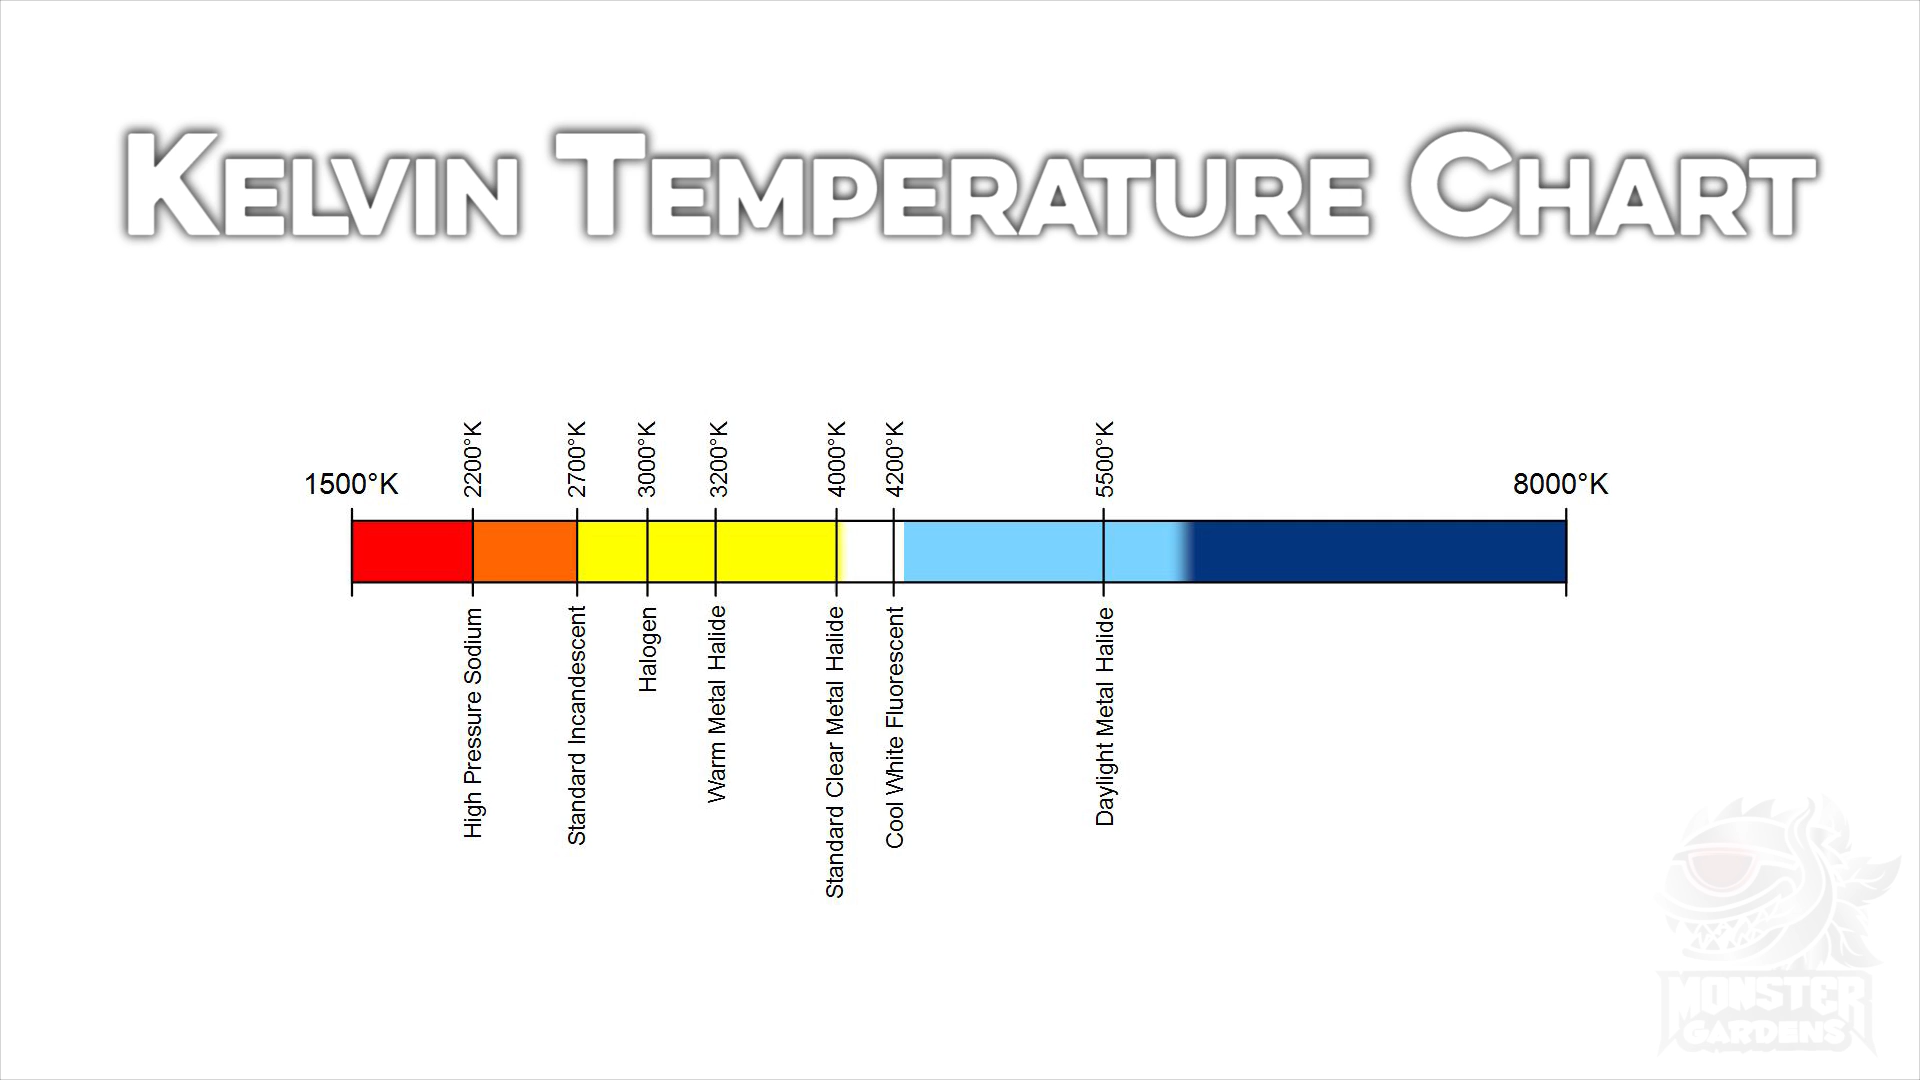 KELVIN TEMPERATURE CHART
1500°K
2200°K
2700°K
3000°K
3200°K
4000°K
4200°K
5500°K
8000°K
High Pressure Sodium
Standard Incandescent
Halogen
Warm Metal Halide
Standard Clear Metal Halide
Cool White Fluorescent
Daylight Metal Halide
MONSTER
GARDENS